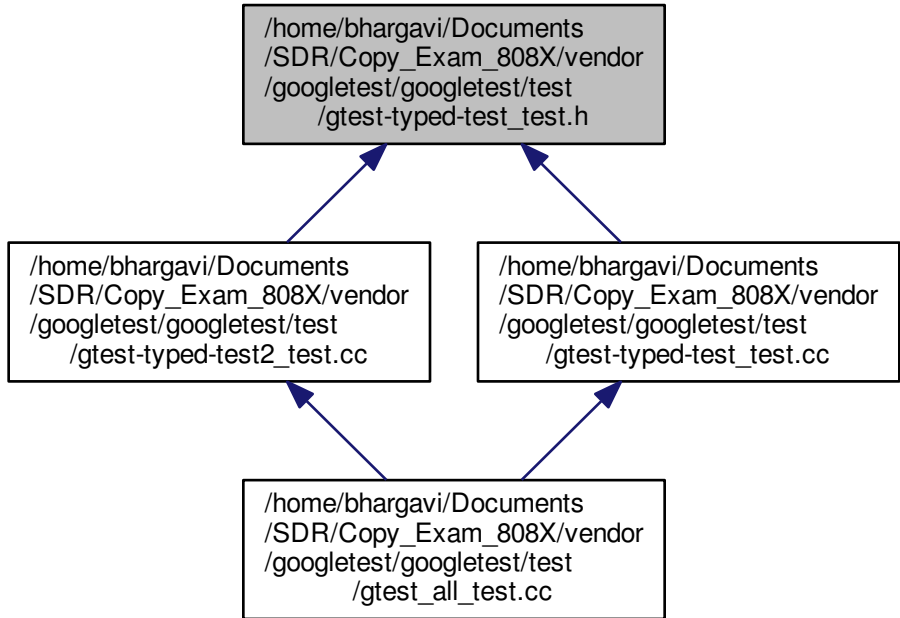 /home/bhargavi/Documents
/SDR/Copy_Exam_808X/vendor
/googletest/googletest/test
/gtest-typed-test_test.h
/home/bhargavi/Documents
/SDR/Copy_Exam_808X/vendor
/googletest/googletest/test
/gtest-typed-test2_test.cc
/home/bhargavi/Documents
/SDR/Copy_Exam_808X/vendor
/googletest/googletest/test
/gtest-typed-test_test.cc
/home/bhargavi/Documents
/SDR/Copy_Exam_808X/vendor
/googletest/googletest/test
/gtest_all_test.cc